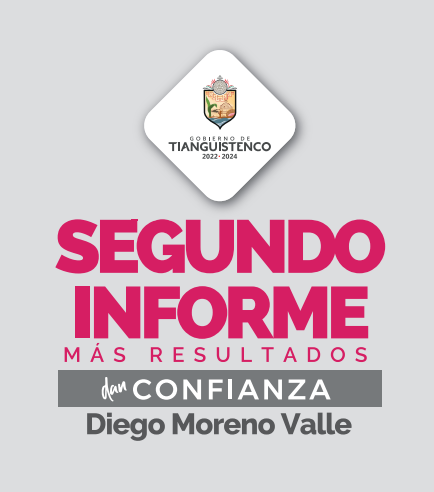 GOBIERNO DE
TIANGUISTENCO
2022 - 2024
SEGUNDO
INFORME
MÁS RESULTADOS
dan CONFIANZA
Diego Moreno Valle